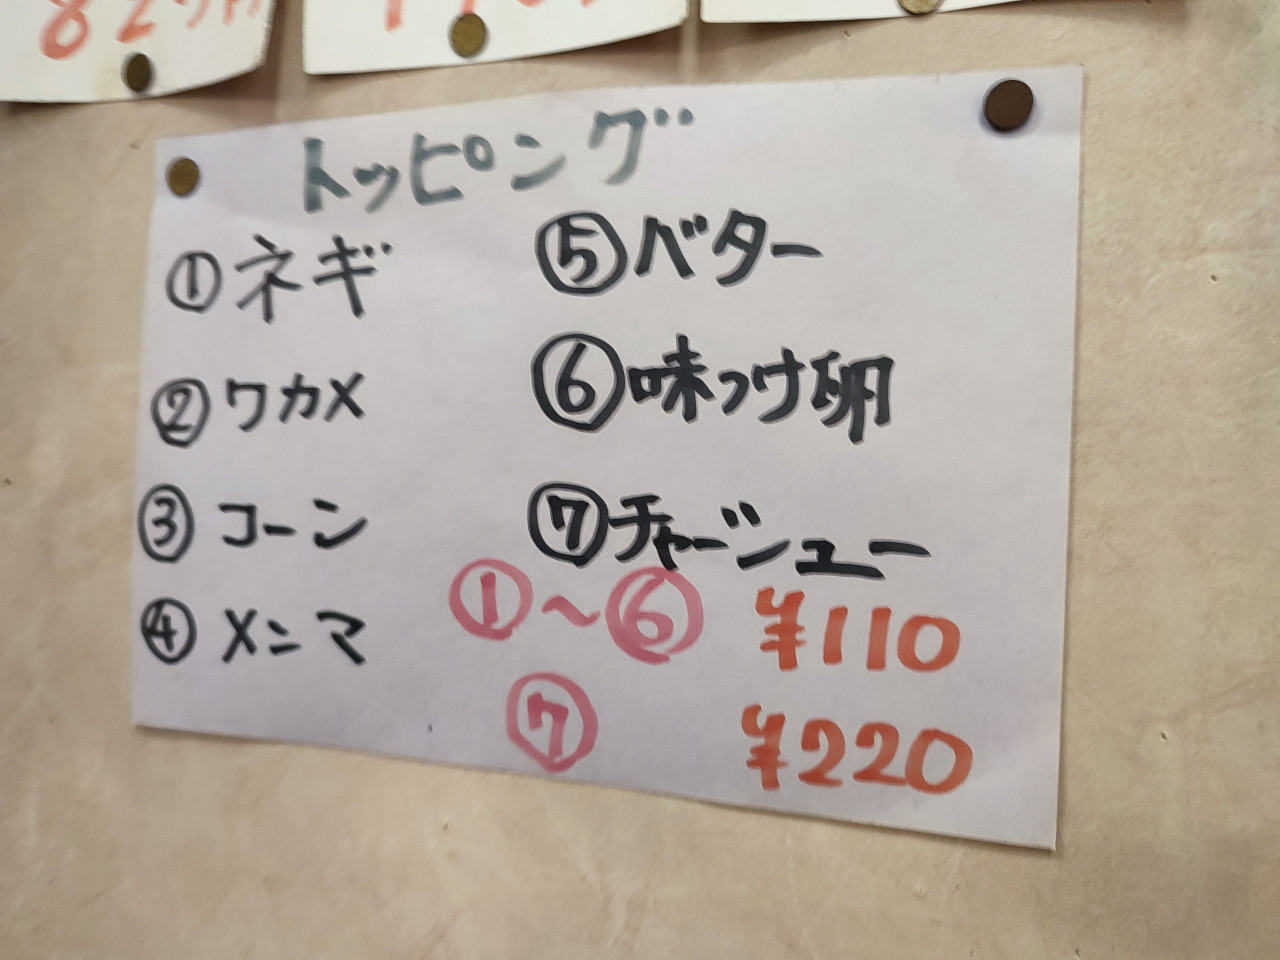 トッピング
①ネギ
②ワカメ
③コーン
④メンマ
⑤バター
⑥味つけ卵
⑦チャーシュー
①～⑥ ¥110
⑦ ¥220